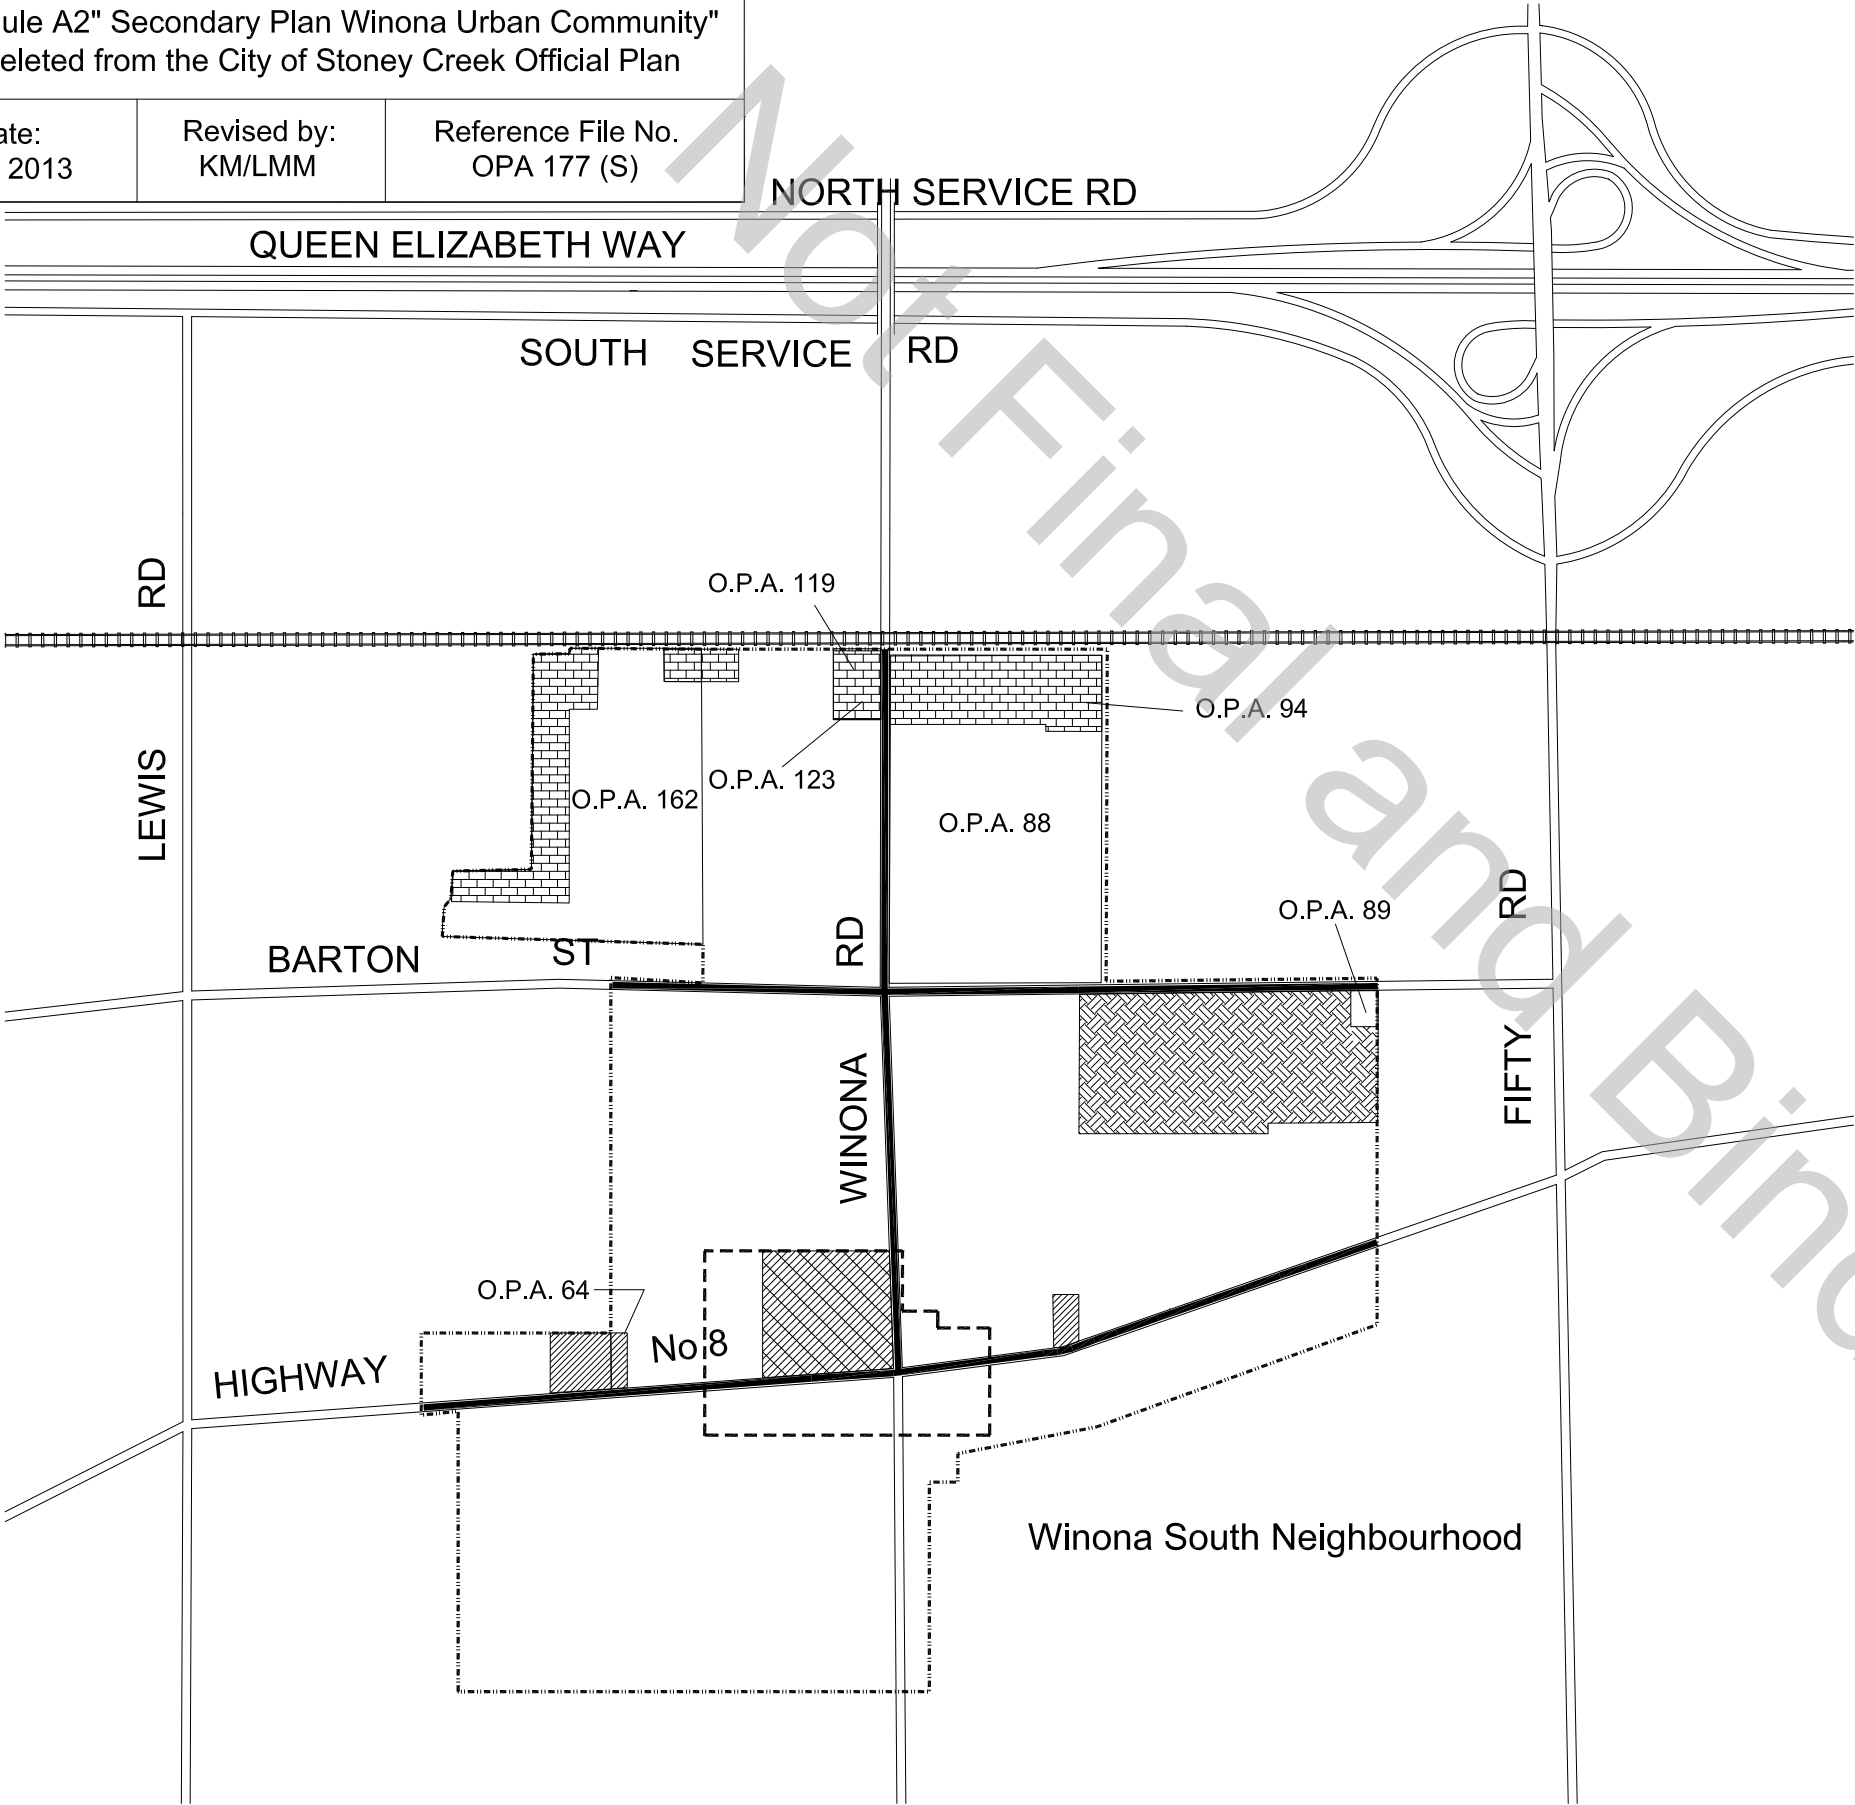 ule A2" Secondary Plan Winona Urban Community"
eleted from the City of Stoney Creek Official Plan
ate:
2013
Revised by:
KM/LMM
Reference File No.
OPA 177 (S)
NORTH SERVICE RD
QUEEN ELIZABETH WAY
SOUTH SERVICE RD
LEWIS RD
O.P.A. 119
O.P.A. 94
O.P.A. 123
O.P.A. 162
O.P.A. 88
O.P.A. 89
BARTON ST
WINONA RD
FIFTY RD
O.P.A. 64
HIGHWAY No.8
Winona South Neighbourhood
Not Final and Bind